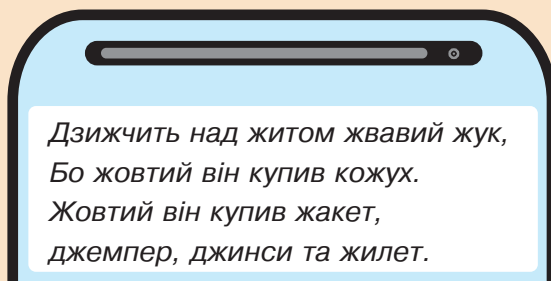 Дзижчить над житом жвавий жук,
Бо жовтий він купив кожух.
Жовтий він купив жакет,
джемпер, джинси та жилет.